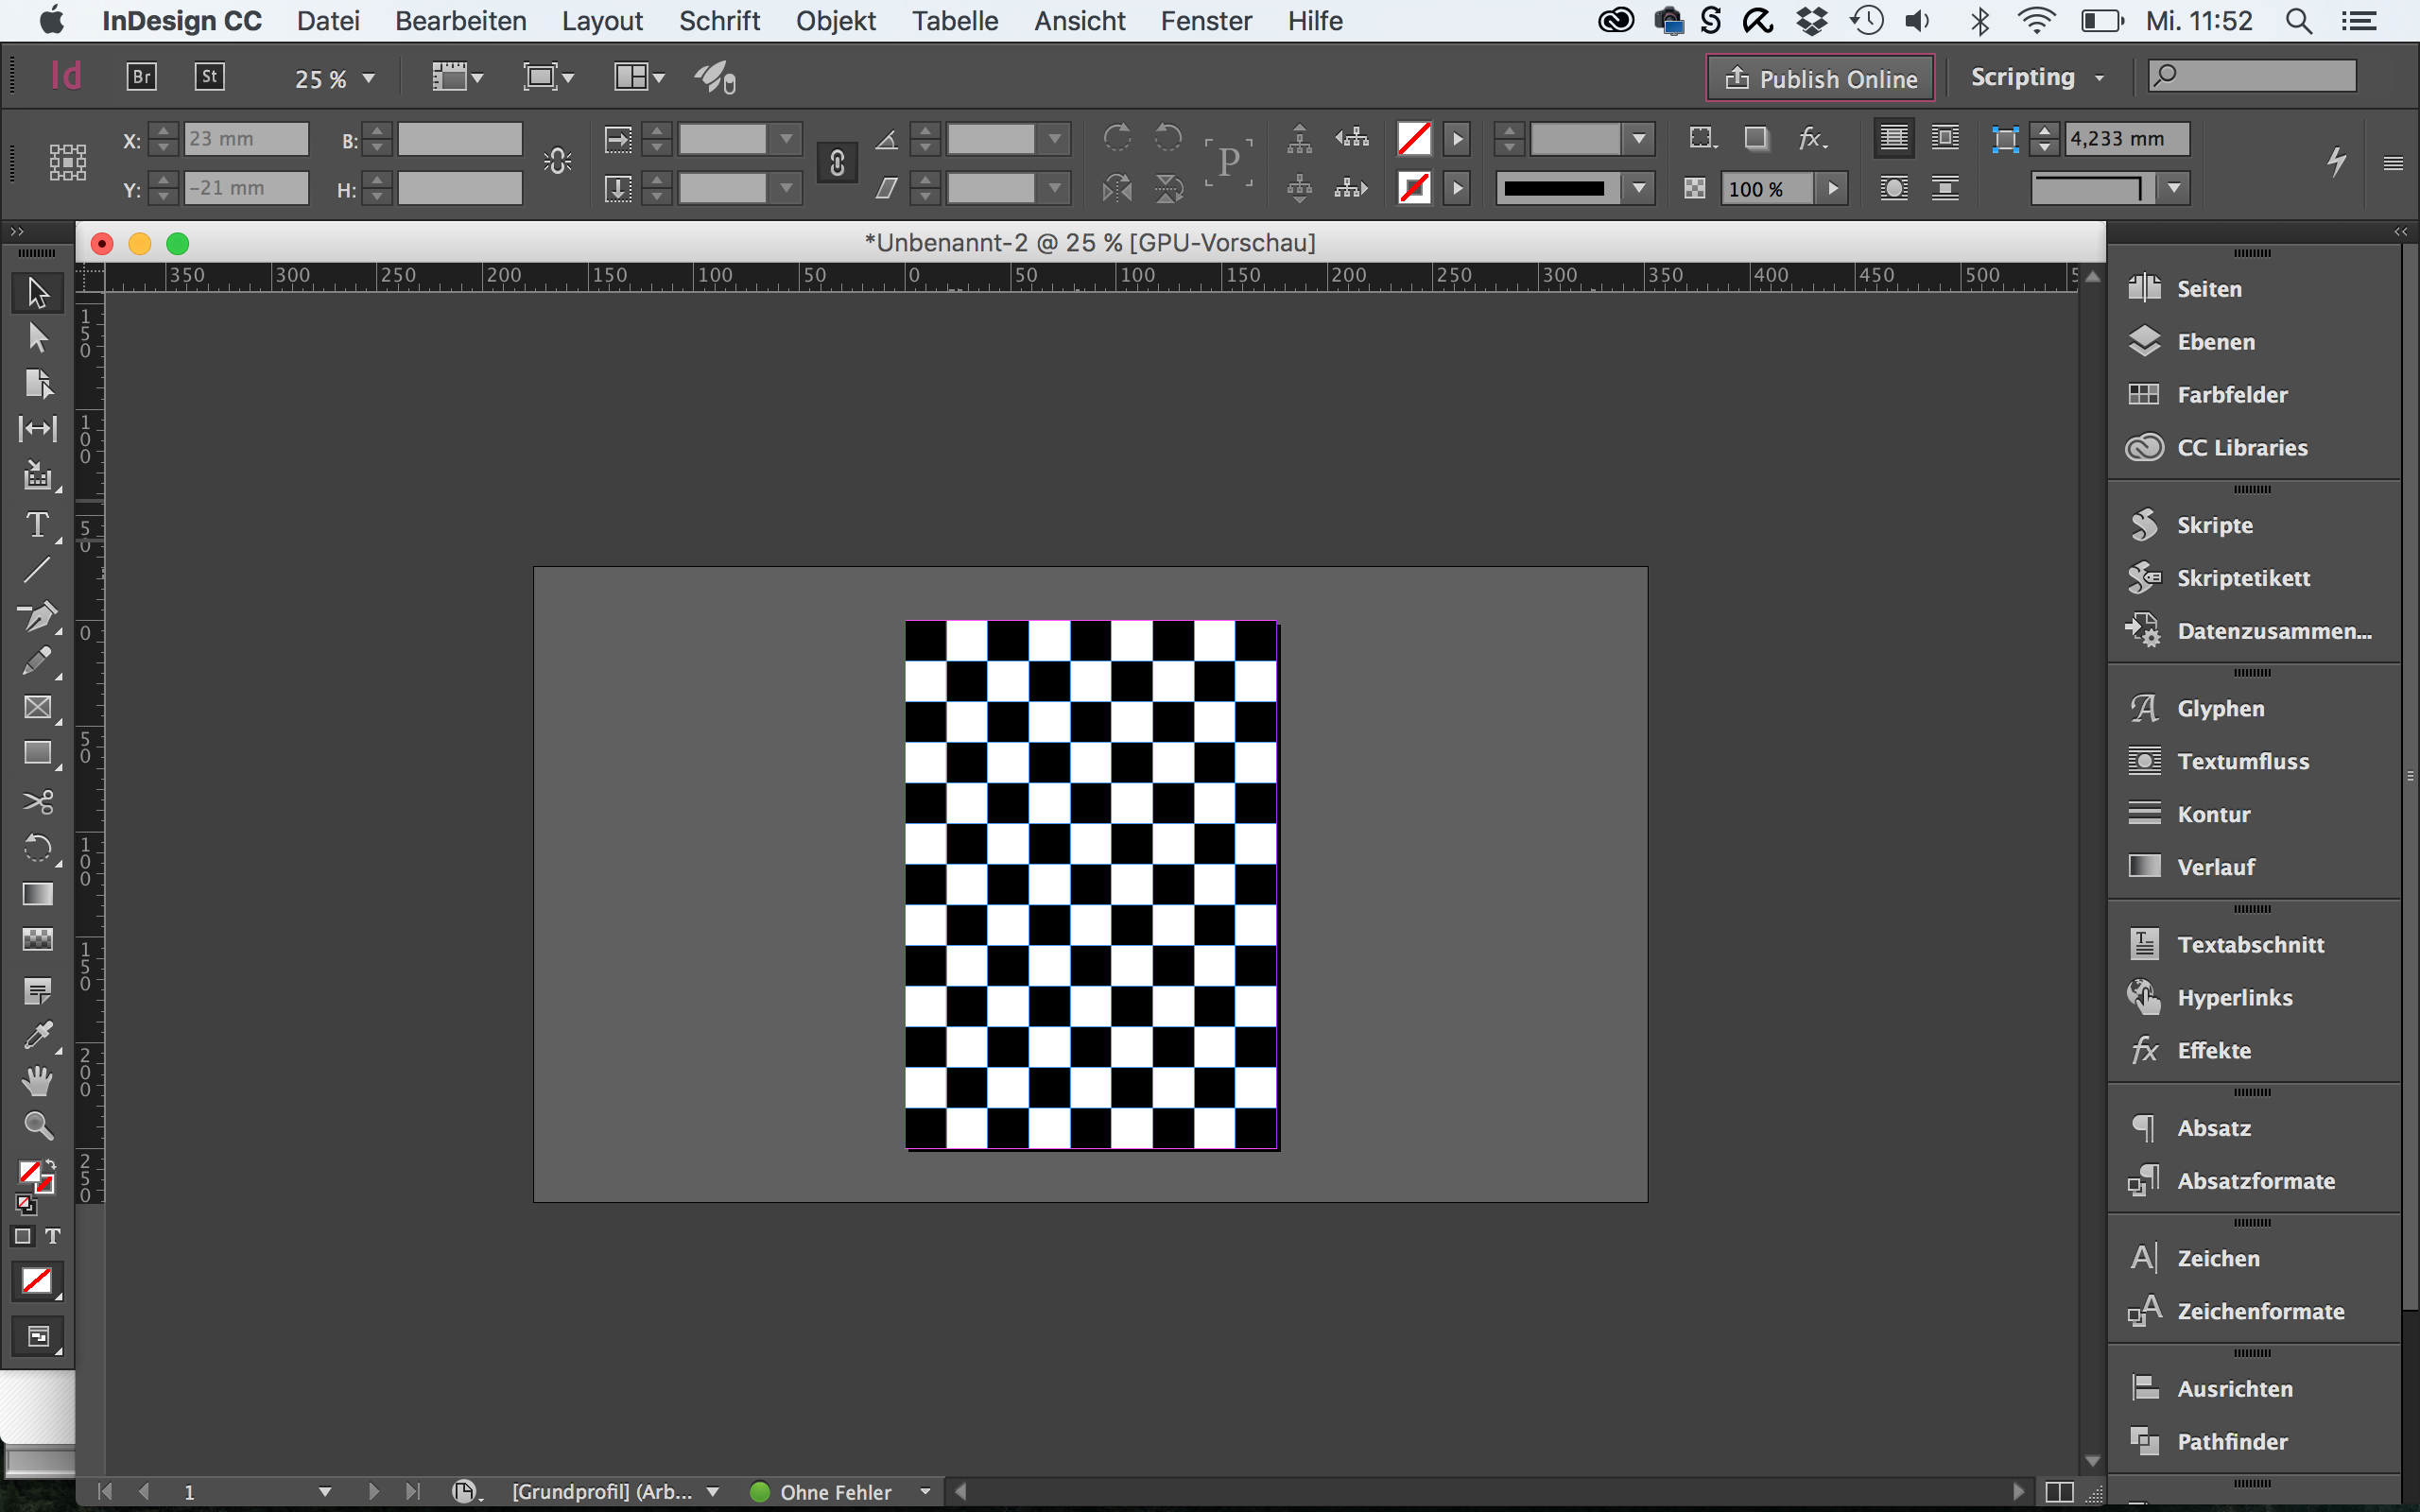 InDesign CC Datei Bearbeiten Layout Schrift Objekt Tabelle Ansicht Fenster Hilfe Mi. 11:52
Id Br St 25 % Publish Online Scripting
X: 23 mm B: 4,233 mm
Y: -21 mm H: 100 %
P
fx
*Unbenannt-2 @ 25 % [GPU-Vorschau]
350 300 250 200 150 100 50 0 50 100 150 200 250 300 350 400 450 500
150
100
50
0
50
100
150
200
250
T
T
Seiten
Ebenen
Farbfelder
CC Libraries
Skripte
Skriptetikett
Datenzusammen...
Glyphen
Textumfluss
Kontur
Verlauf
Textabschnitt
Hyperlinks
fx Effekte
Absatz
Absatzformate
Zeichen
Zeichenformate
Ausrichten
Pathfinder
1 [Grundprofil] (Arb... Ohne Fehler